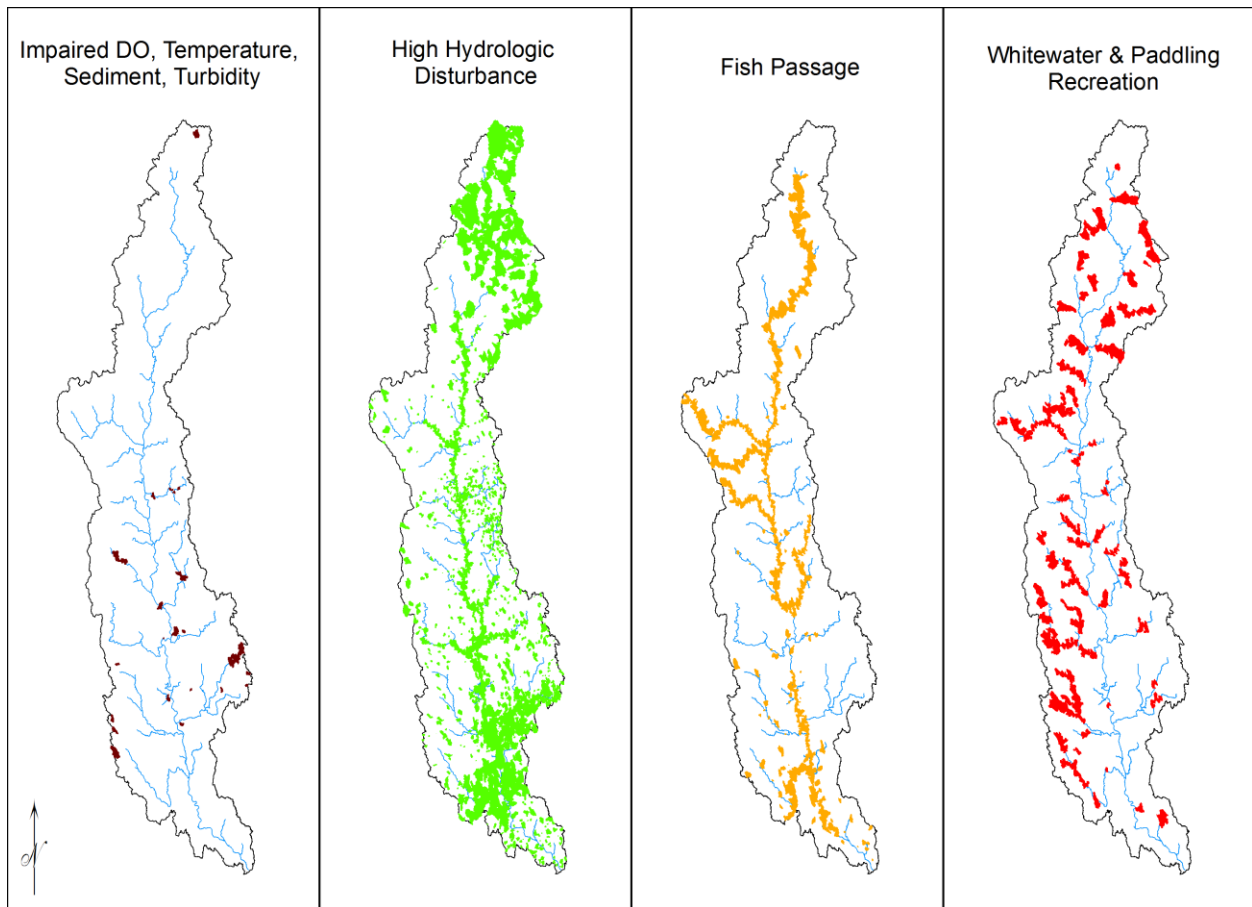 Impaired DO, Temperature,
Sediment, Turbidity
High Hydrologic
Disturbance
Fish Passage
Whitewater & Paddling
Recreation
N